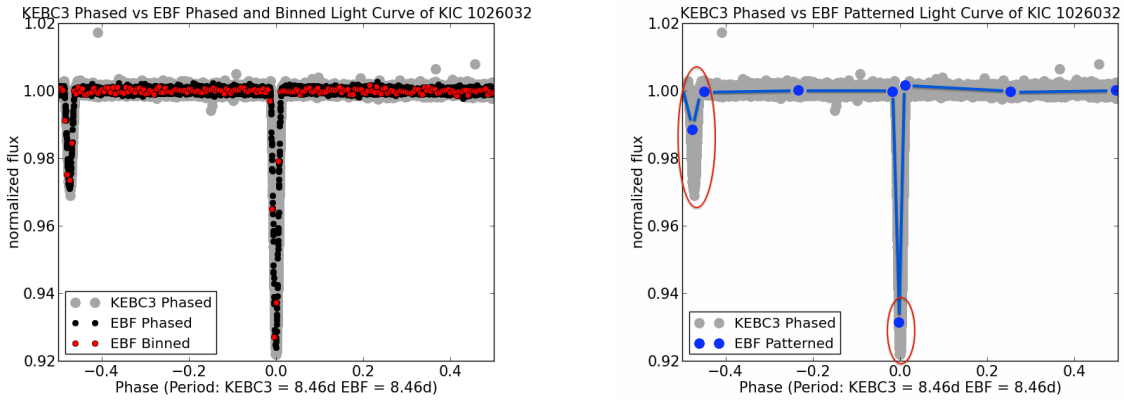 KEBC3 Phased vs EBF Phased and Binned Light Curve of KIC 1026032
1.02
1.00
0.98
0.96
0.94
0.92
normalized flux
KEBC3 Phased
EBF Phased
EBF Binned
−0.4 −0.2 0.0 0.2 0.4
Phase (Period: KEBC3 = 8.46d EBF = 8.46d)
KEBC3 Phased vs EBF Patterned Light Curve of KIC 1026032
1.02
1.00
0.98
0.96
0.94
0.92
normalized flux
KEBC3 Phased
EBF Patterned
−0.4 −0.2 0.0 0.2 0.4
Phase (Period: KEBC3 = 8.46d EBF = 8.46d)